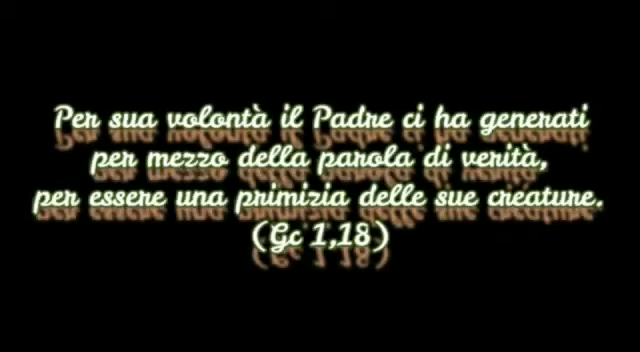 Per sua volontà il Padre ci ha generati
per mezzo della parola di verità,
per essere una primizia delle sue creature.
(Gc 1,18)